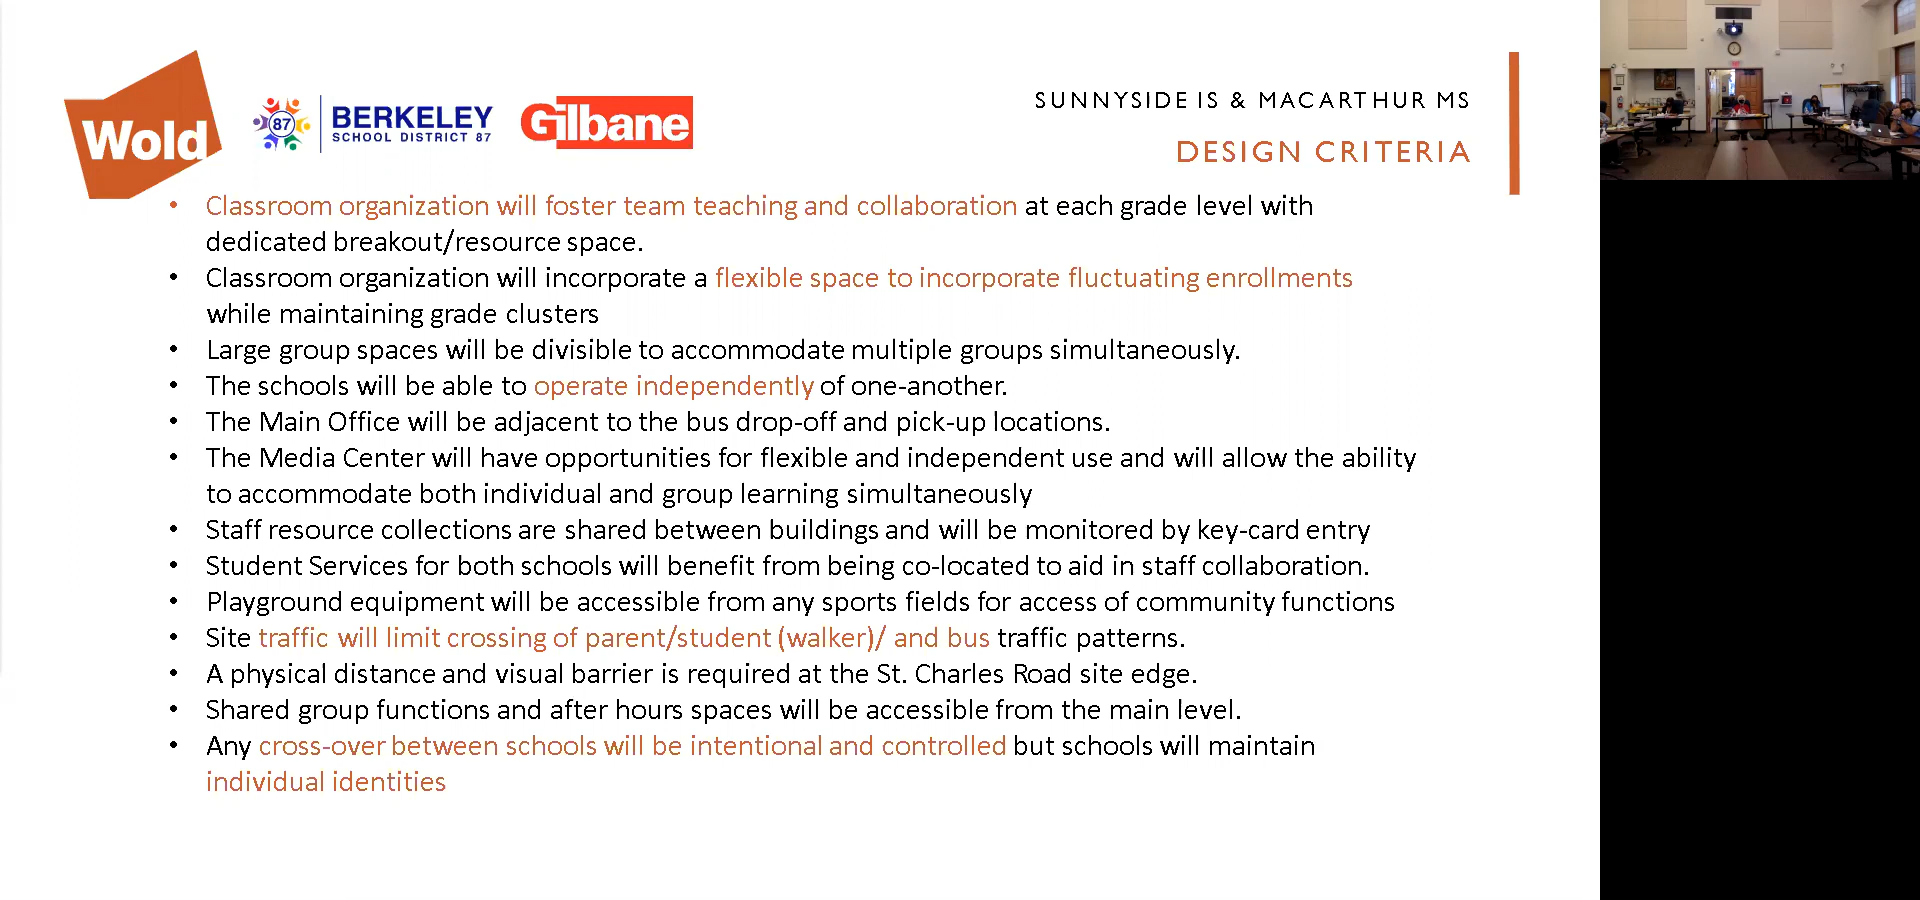 Wold
87
BERKELEY
SCHOOL DISTRICT 87
Gilbane
SUNNYSIDE IS & MACARTHUR MS
DESIGN CRITERIA
• Classroom organization will foster team teaching and collaboration at each grade level with
dedicated breakout/resource space.
• Classroom organization will incorporate a flexible space to incorporate fluctuating enrollments
while maintaining grade clusters
• Large group spaces will be divisible to accommodate multiple groups simultaneously.
• The schools will be able to operate independently of one-another.
• The Main Office will be adjacent to the bus drop-off and pick-up locations.
• The Media Center will have opportunities for flexible and independent use and will allow the ability
to accommodate both individual and group learning simultaneously
• Staff resource collections are shared between buildings and will be monitored by key-card entry
• Student Services for both schools will benefit from being co-located to aid in staff collaboration.
• Playground equipment will be accessible from any sports fields for access of community functions
• Site traffic will limit crossing of parent/student (walker)/ and bus traffic patterns.
• A physical distance and visual barrier is required at the St. Charles Road site edge.
• Shared group functions and after hours spaces will be accessible from the main level.
• Any cross-over between schools will be intentional and controlled but schools will maintain
individual identities